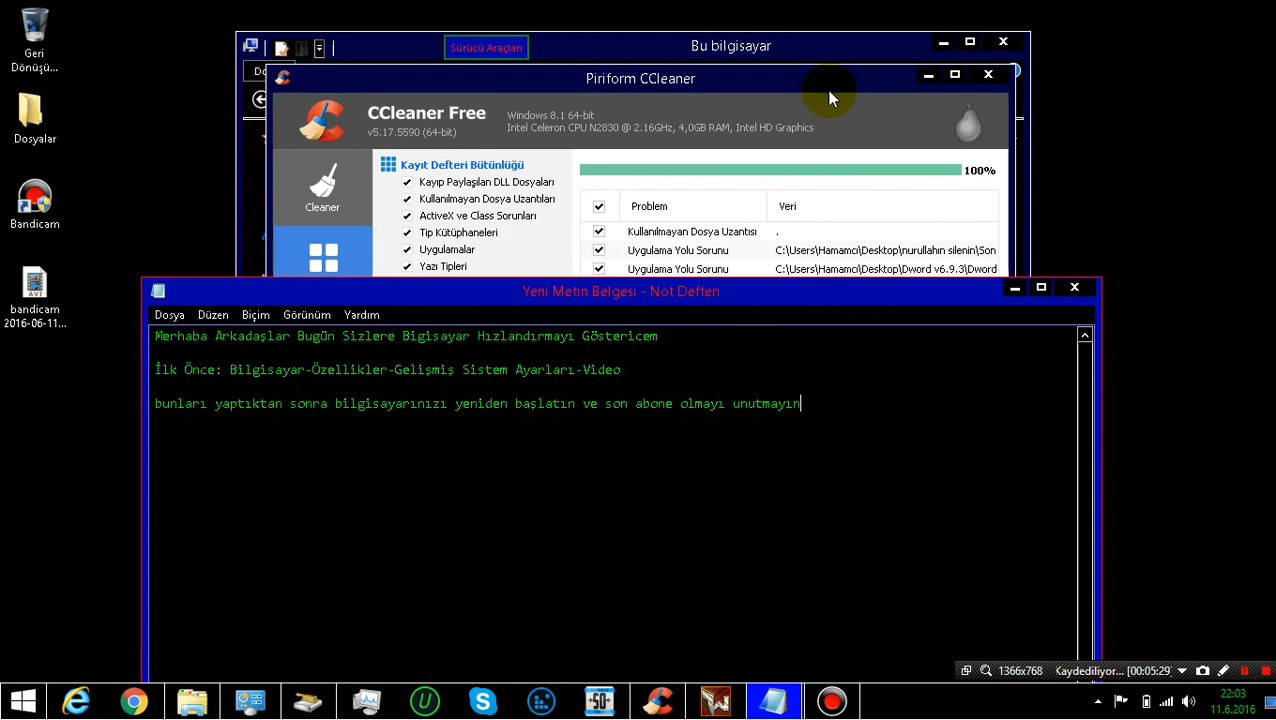 Geri
Dönüşü...
Dosyalar
Bandicam
bandicam
2016-06-11...
Sürücü Araçları
Bu bilgisayar
Do
Piriform CCleaner
CCleaner Free
v5.17.5590 (64-bit)
Windows 8.1 64-bit
Intel Celeron CPU N2830 @ 2.16GHz, 4,0GB RAM, Intel HD Graphics
Cleaner
Kayıt Defteri Bütünlüğü
Kayıp Paylaşılan DLL Dosyaları
Kullanılmayan Dosya Uzantıları
ActiveX ve Class Sorunları
Tip Kütüphaneleri
Uygulamalar
Yazı Tipleri
100%
Problem Veri
Kullanılmayan Dosya Uzantısı .
Uygulama Yolu Sorunu C:\Users\Hamamcı\Desktop\nurullahın silenin\Son
Uygulama Yolu Sorunu C:\Users\Hamamcı\Desktop\Dword v6.9.3\Dword
Yeni Metin Belgesi - Not Defteri
Dosya Düzen Biçim Görünüm Yardım
Merhaba Arkadaşlar Bugün Sizlere Bigisayar Hızlandırmayı Göstericem
İlk Önce: Bilgisayar-Özellikler-Gelişmiş Sistem Ayarları-Video
bunları yaptıktan sonra bilgisayarınızı yeniden başlatın ve son abone olmayı unutmayın
1366x768 Kaydediliyor... [00:05:29]
+50+
22:03
11.6.2016